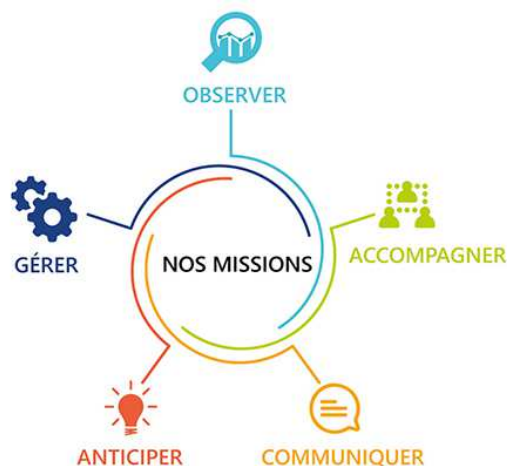 OBSERVER
GÉRER
NOS MISSIONS
ACCOMPAGNER
ANTICIPER
COMMUNIQUER